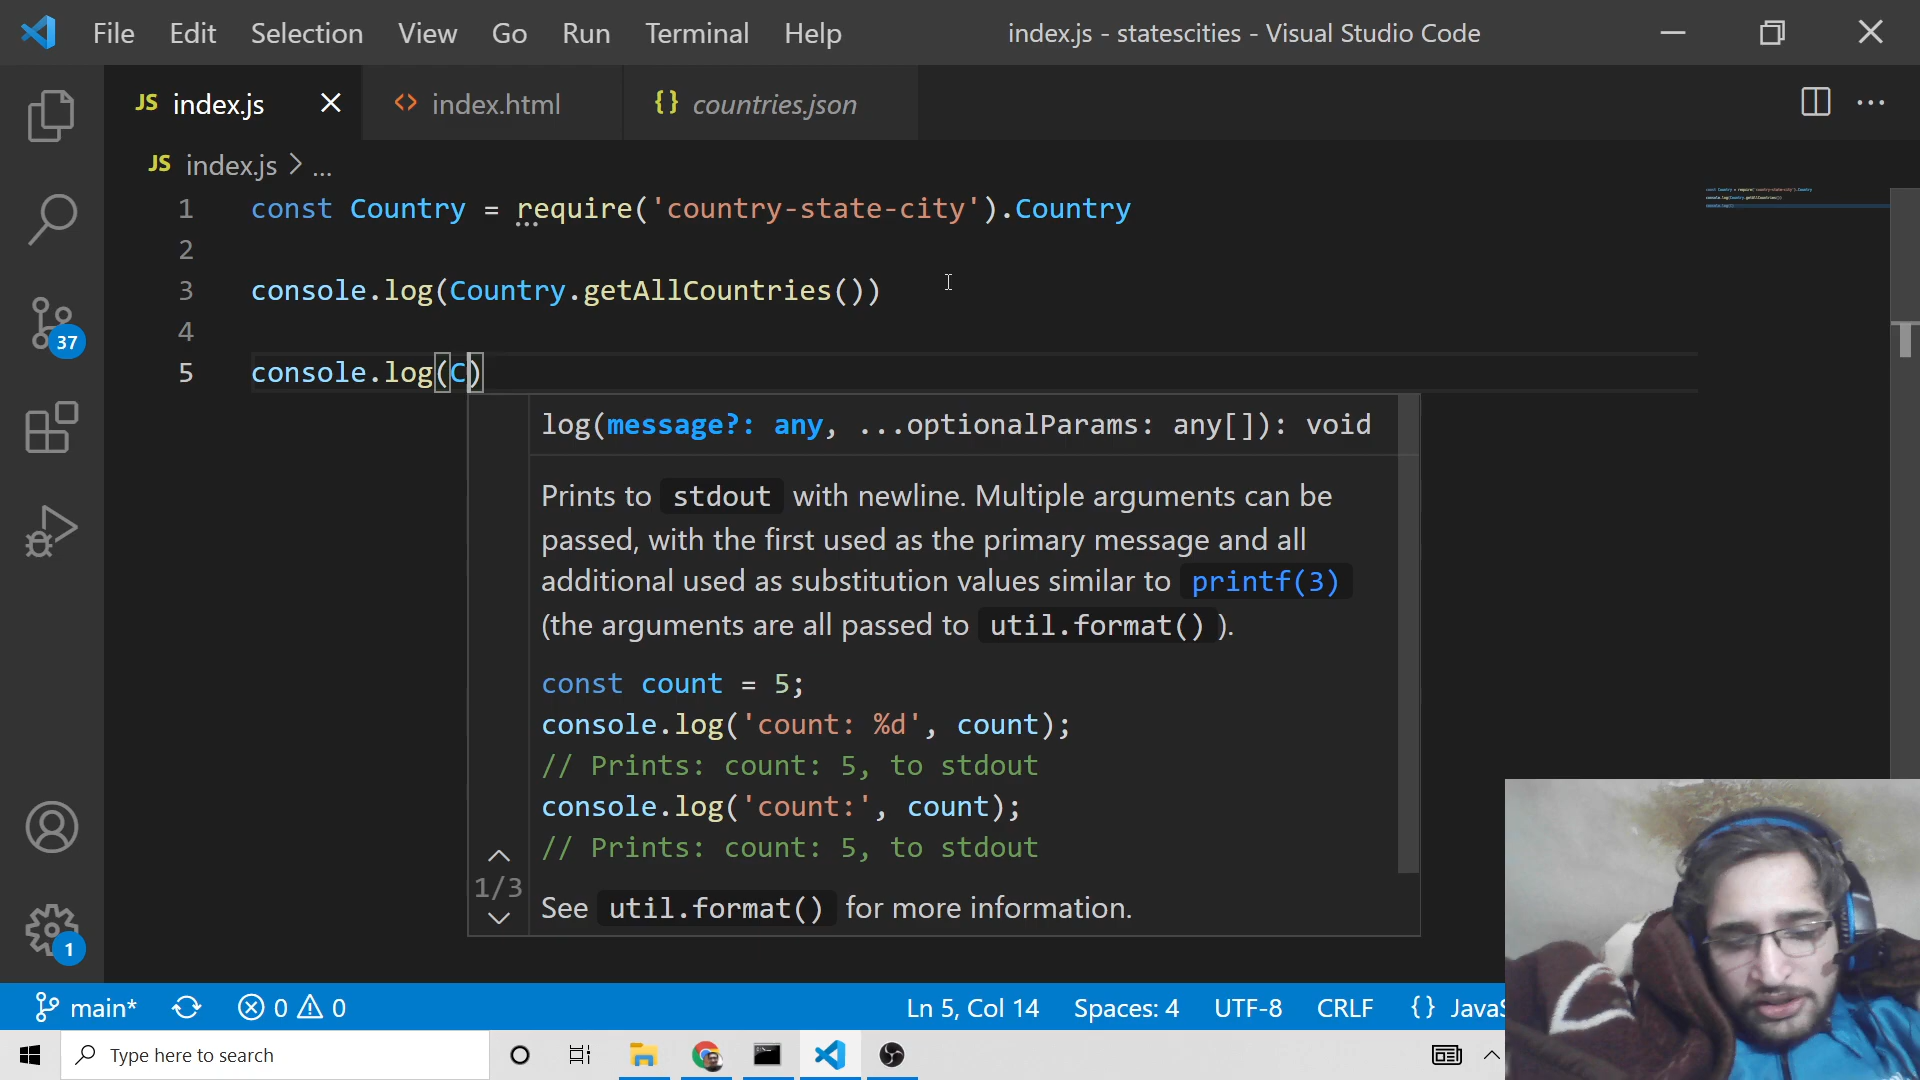 File Edit Selection View Go Run Terminal Help index.js - statescities - Visual Studio Code
JS index.js index.html {} countries.json
JS index.js > ...
1 const Country = require('country-state-city').Country
2
3 console.log(Country.getAllCountries())
4
5 console.log(C)
log(message?: any, ...optionalParams: any[]): void
Prints to stdout with newline. Multiple arguments can be
passed, with the first used as the primary message and all
additional used as substitution values similar to printf(3)
(the arguments are all passed to util.format() ).
const count = 5;
console.log('count: %d', count);
// Prints: count: 5, to stdout
console.log('count:', count);
// Prints: count: 5, to stdout
1/3
See util.format() for more information.
37
1
main* 0 0 Ln 5, Col 14 Spaces: 4 UTF-8 CRLF {} JavaS
Type here to search